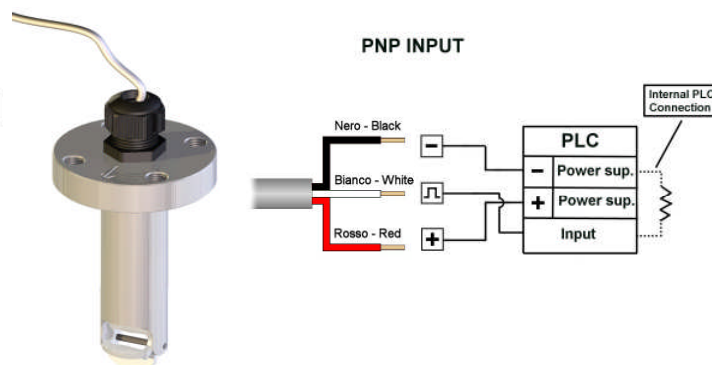 PNP INPUT
Internal PLC
Connection
Nero - Black
Bianco - White
Rosso - Red
PLC
− Power sup.
+ Power sup.
Input
−
+